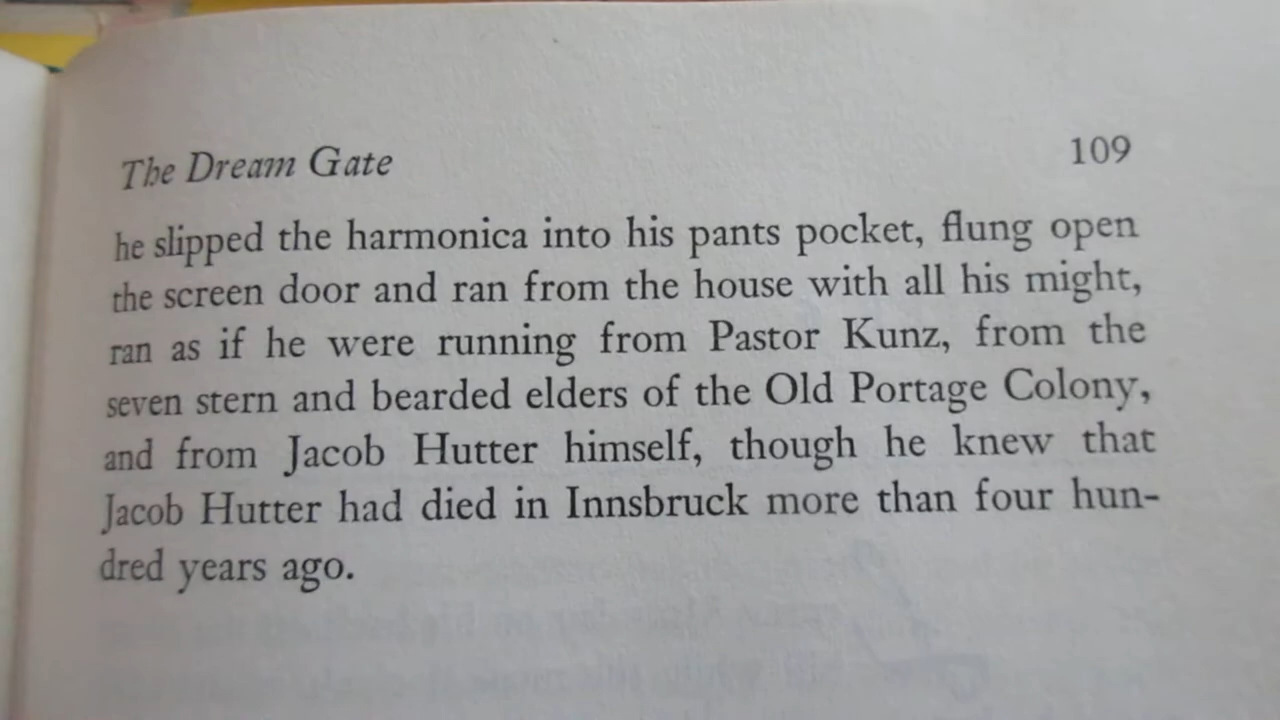 The Dream Gate 109
he slipped the harmonica into his pants pocket, flung open
the screen door and ran from the house with all his might,
ran as if he were running from Pastor Kunz, from the
seven stern and bearded elders of the Old Portage Colony,
and from Jacob Hutter himself, though he knew that
Jacob Hutter had died in Innsbruck more than four hun-
dred years ago.